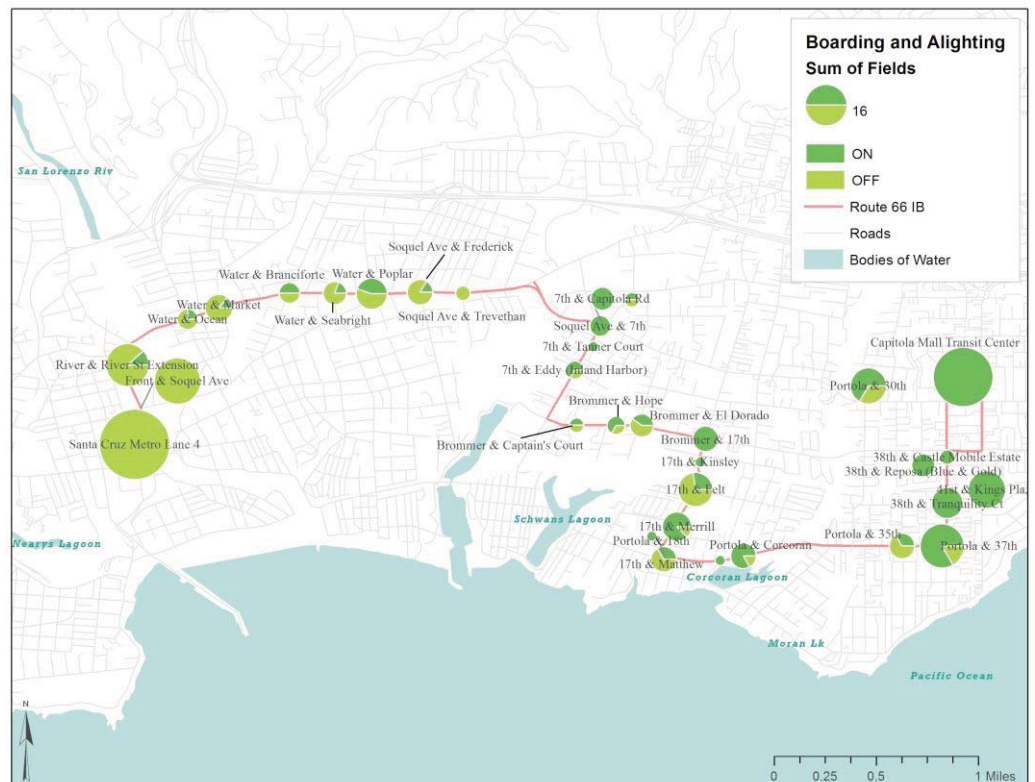 Boarding and Alighting
Sum of Fields
16
ON
OFF
Route 66 IB
Roads
Bodies of Water
San Lorenzo Riv
Soquel Ave & Frederick
Water & Branciforte
Water & Poplar
Water & Market
Water & Ocean
Water & Seabright
Soquel Ave & Trevethan
7th & Capitola Rd
Soquel Ave & 7th
7th & Tanner Court
7th & Eddy (Inland Harbor)
Capitola Mall Transit Center
River & River St Extension
Front & Soquel Ave
Portola & 30th
Brommer & Hope
Brommer & El Dorado
Brommer & Captain's Court
Brommer & 17th
Santa Cruz Metro Lane 4
17th & Kinsley
38th & Castle Mobile Estate
38th & Reposa (Blue & Gold)
17th & Felt
41st & Kings Pla.
38th & Tranquility Ct
Schwans Lagoon
17th & Merrill
Portola & 18th
Portola & 35th
Nearys Lagoon
Portola & Corcoran
Portola & 37th
17th & Matthew
Corcoran Lagoon
Moran Lk
Pacific Ocean
N
0 0.25 0.5 1 Miles